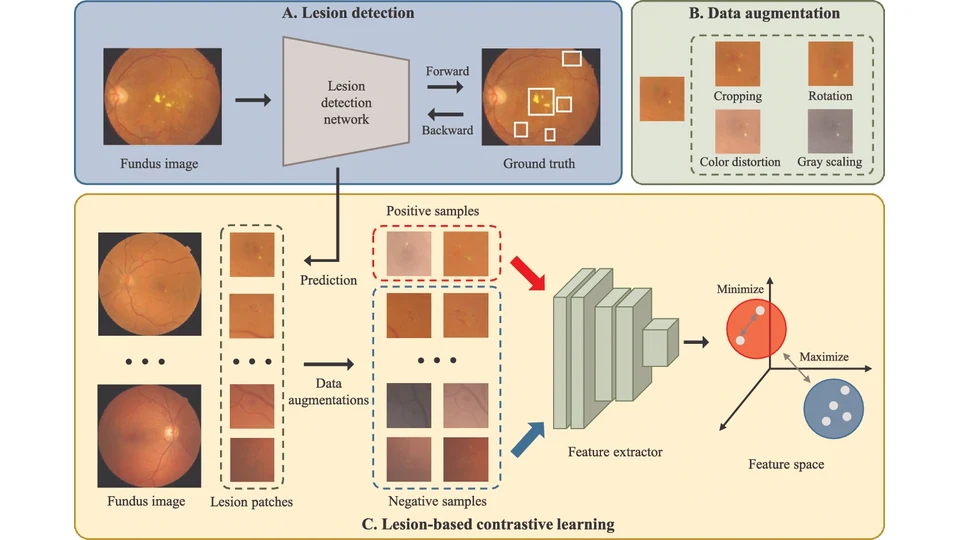 A. Lesion detection
Lesion
detection
network
Forward
Backward
Fundus image
Ground truth
B. Data augmentation
Cropping
Rotation
Color distortion
Gray scaling
Positive samples
Prediction
Data
augmentations
Minimize
Maximize
Feature extractor
Feature space
Fundus image
Lesion patches
Negative samples
C. Lesion-based contrastive learning